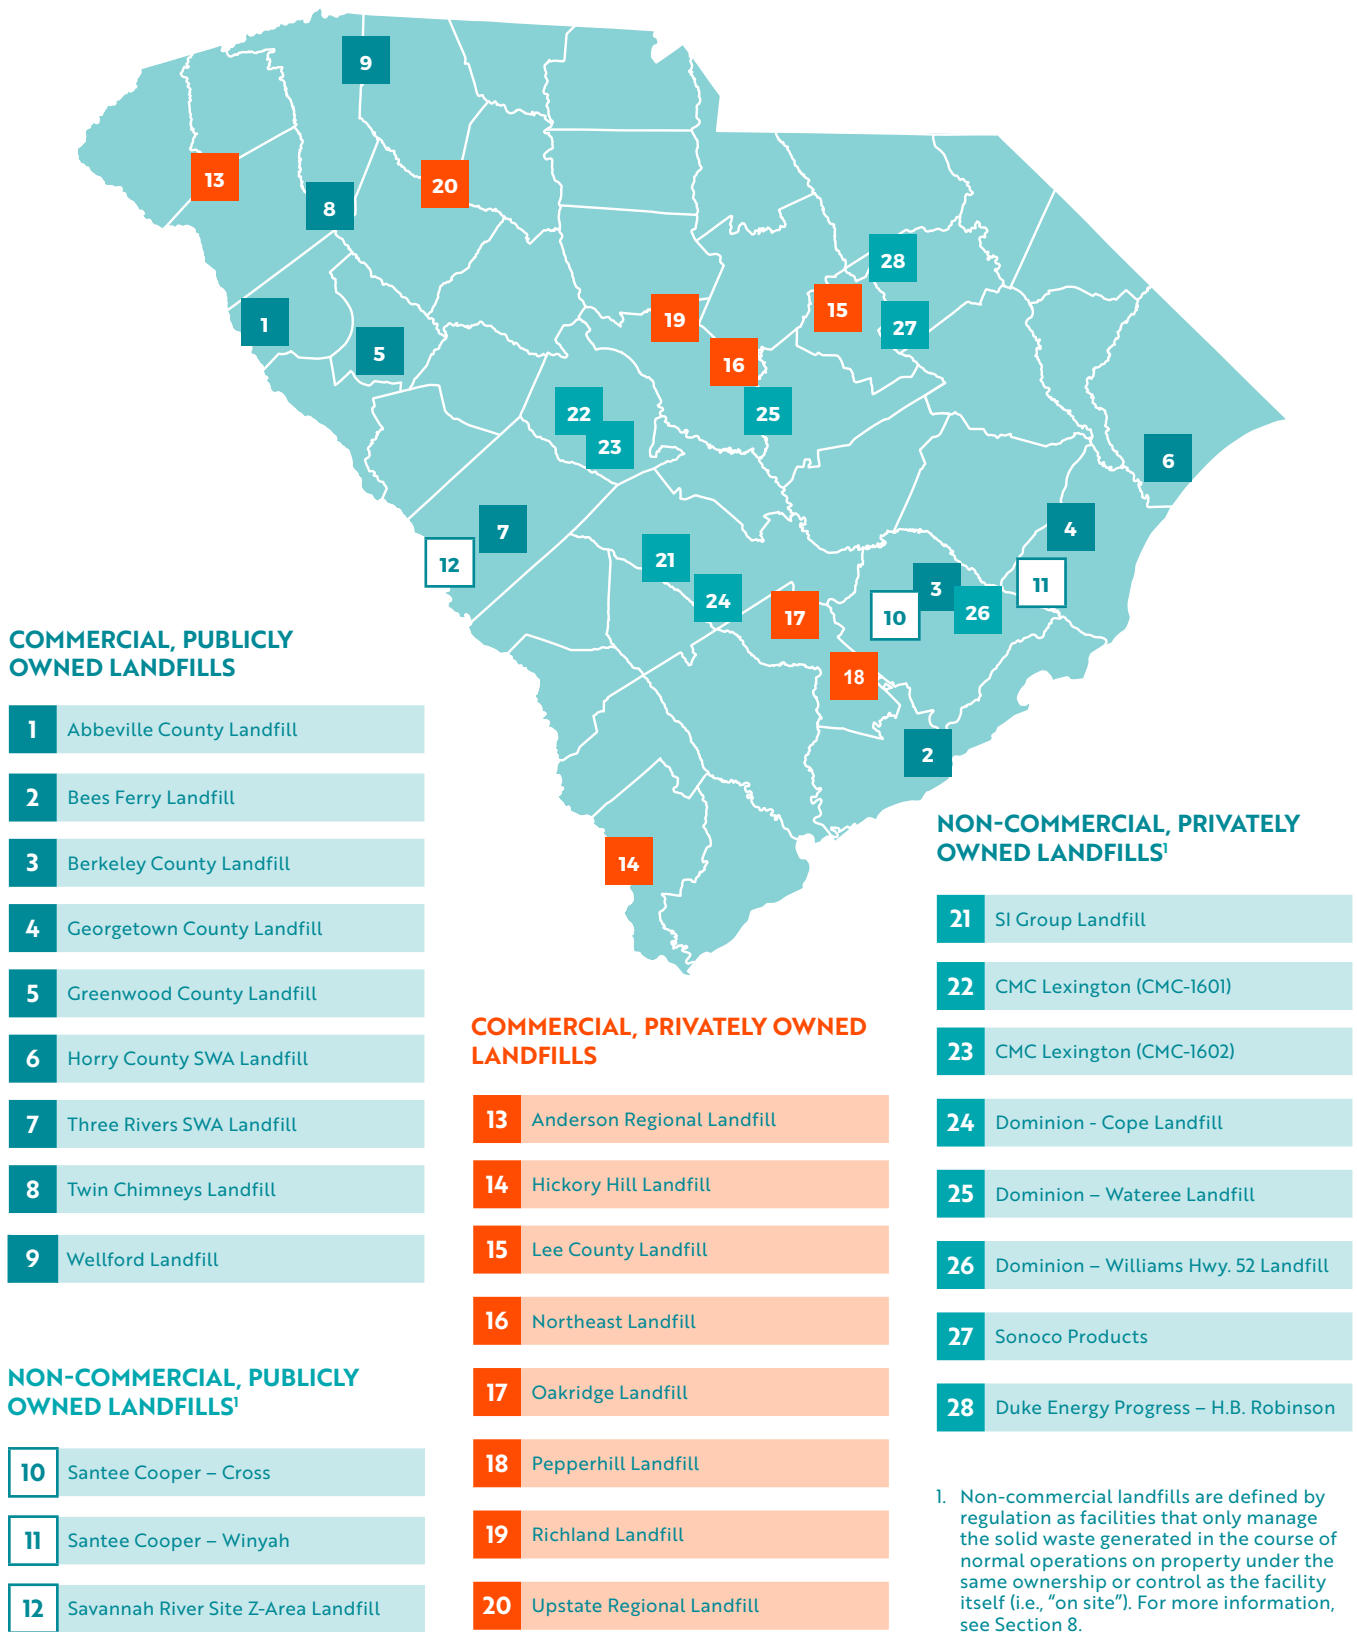 9
13
20
8
28
15
27
19
1
16
5
22
25
23
6
7
4
21
12
11
3
24
26
17
10
18
2
14
COMMERCIAL, PUBLICLY
OWNED LANDFILLS
1 Abbeville County Landfill
2 Bees Ferry Landfill
3 Berkeley County Landfill
4 Georgetown County Landfill
5 Greenwood County Landfill
6 Horry County SWA Landfill
7 Three Rivers SWA Landfill
8 Twin Chimneys Landfill
9 Wellford Landfill
NON-COMMERCIAL, PUBLICLY
OWNED LANDFILLS¹
10 Santee Cooper – Cross
11 Santee Cooper – Winyah
12 Savannah River Site Z-Area Landfill
COMMERCIAL, PRIVATELY OWNED
LANDFILLS
13 Anderson Regional Landfill
14 Hickory Hill Landfill
15 Lee County Landfill
16 Northeast Landfill
17 Oakridge Landfill
18 Pepperhill Landfill
19 Richland Landfill
20 Upstate Regional Landfill
NON-COMMERCIAL, PRIVATELY
OWNED LANDFILLS¹
21 SI Group Landfill
22 CMC Lexington (CMC-1601)
23 CMC Lexington (CMC-1602)
24 Dominion - Cope Landfill
25 Dominion – Wateree Landfill
26 Dominion – Williams Hwy. 52 Landfill
27 Sonoco Products
28 Duke Energy Progress – H.B. Robinson
1. Non-commercial landfills are defined by
regulation as facilities that only manage
the solid waste generated in the course of
normal operations on property under the
same ownership or control as the facility
itself (i.e., "on site"). For more information,
see Section 8.